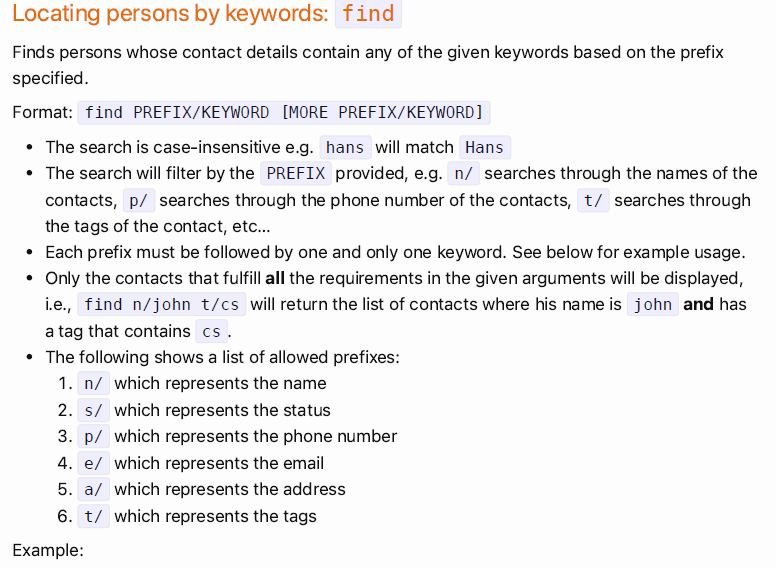 Locating persons by keywords: find
Finds persons whose contact details contain any of the given keywords based on the prefix
specified.
Format: find PREFIX/KEYWORD [MORE PREFIX/KEYWORD]
• The search is case-insensitive e.g. hans will match Hans
• The search will filter by the PREFIX provided, e.g. n/ searches through the names of the
contacts, p/ searches through the phone number of the contacts, t/ searches through
the tags of the contact, etc...
• Each prefix must be followed by one and only one keyword. See below for example usage.
• Only the contacts that fulfill all the requirements in the given arguments will be displayed,
i.e., find n/john t/cs will return the list of contacts where his name is john and has
a tag that contains cs.
• The following shows a list of allowed prefixes:
1. n/ which represents the name
2. s/ which represents the status
3. p/ which represents the phone number
4. e/ which represents the email
5. a/ which represents the address
6. t/ which represents the tags
Example: